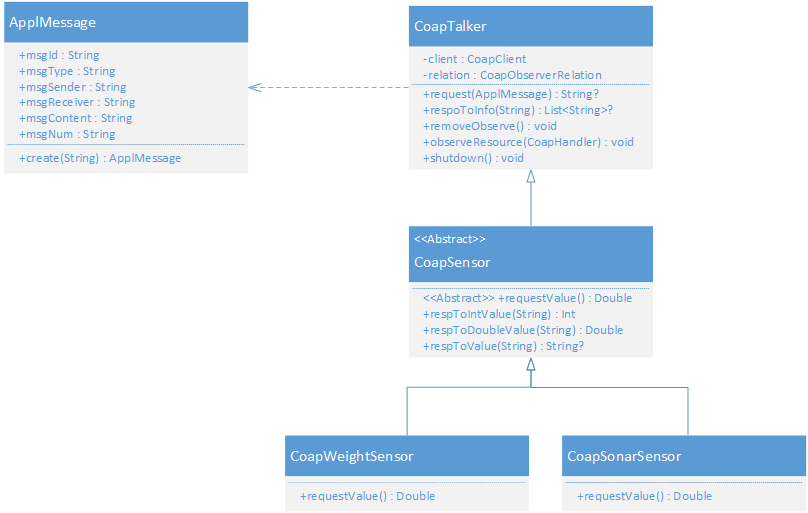 ApplMessage
+msgId : String
+msgType : String
+msgSender : String
+msgReceiver : String
+msgContent : String
+msgNum : String
+create(String) : ApplMessage
CoapTalker
-client : CoapClient
-relation : CoapObserverRelation
+request(ApplMessage) : String?
+respoToInfo(String) : List<String>?
+removeObserve() : void
+observeResource(CoapHandler) : void
+shutdown() : void
<<Abstract>>
CoapSensor
<<Abstract>> +requestValue() : Double
+respToIntValue(String) : Int
+respToDoubleValue(String) : Double
+respToValue(String) : String?
CoapWeightSensor
+requestValue() : Double
CoapSonarSensor
+requestValue() : Double